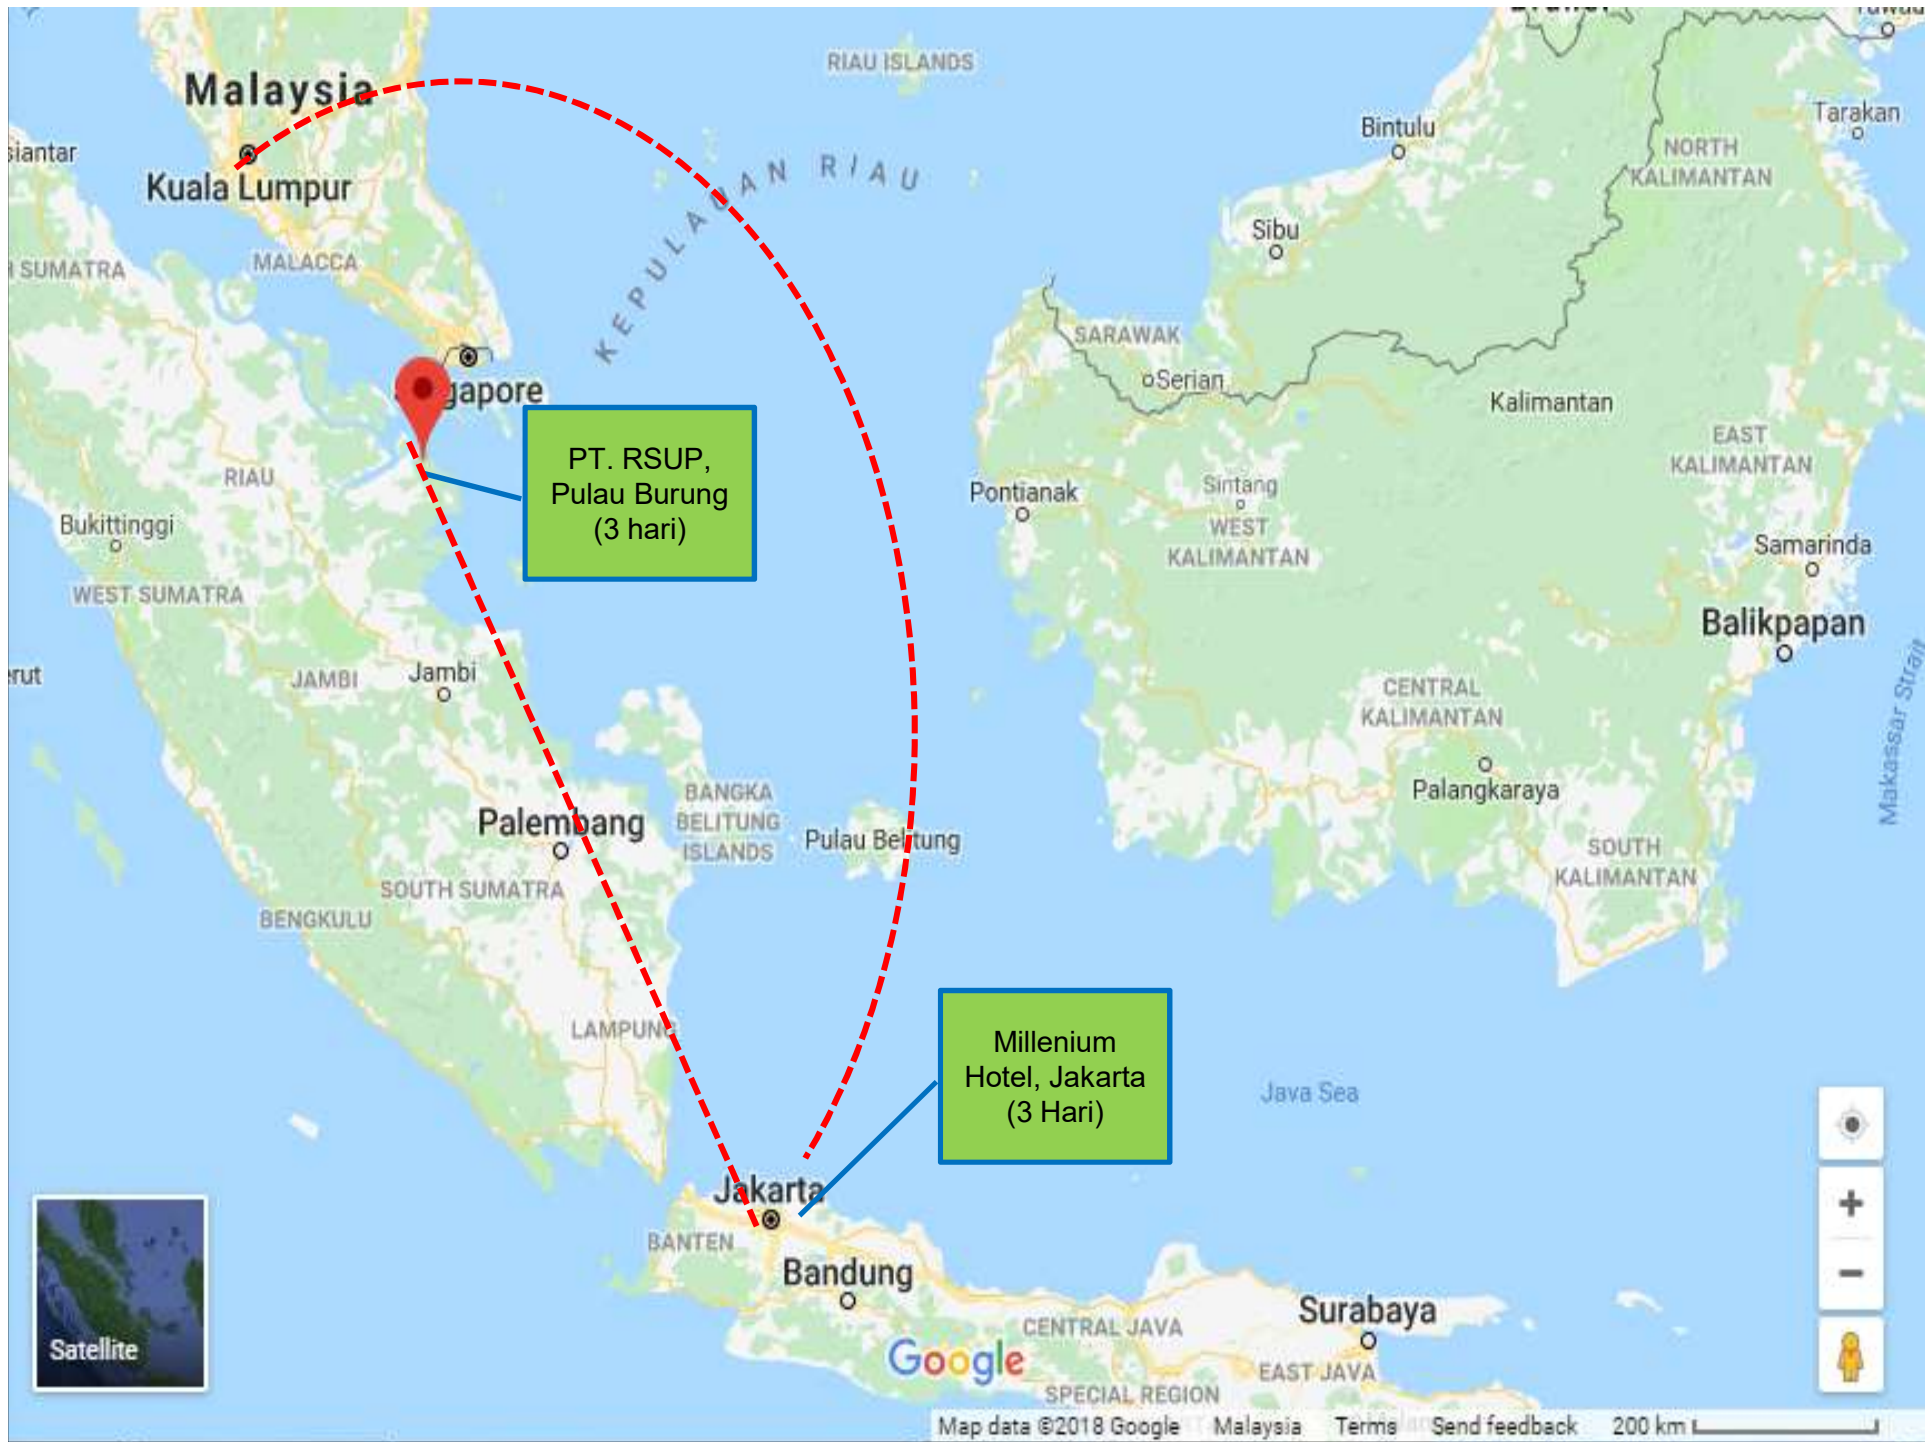 RIAU ISLANDS
Malaysia
Tarakan
Bintulu
siantar
NORTH
KALIMANTAN
Kuala Lumpur
KEPULAUAN RIAU
Sibu
MALACCA
SUMATRA
SARAWAK
Serian
gapore
Kalimantan
PT. RSUP,
Pulau Burung
(3 hari)
EAST
KALIMANTAN
RIAU
Pontianak
Sintang
Bukittinggi
WEST
KALIMANTAN
Samarinda
WEST SUMATRA
Balikpapan
Makassar Strait
rut
JAMBI
Jambi
CENTRAL
KALIMANTAN
Palangkaraya
BANGKA
BELITUNG
ISLANDS
Palembang
Pulau Belitung
SOUTH
KALIMANTAN
SOUTH SUMATRA
BENGKULU
LAMPUNG
Millenium
Hotel, Jakarta
(3 Hari)
Java Sea
Jakarta
BANTEN
Bandung
Surabaya
CENTRAL JAVA
Satellite
Google
EAST JAVA
SPECIAL REGION
Map data ©2018 Google Malaysia Terms Send feedback 200 km